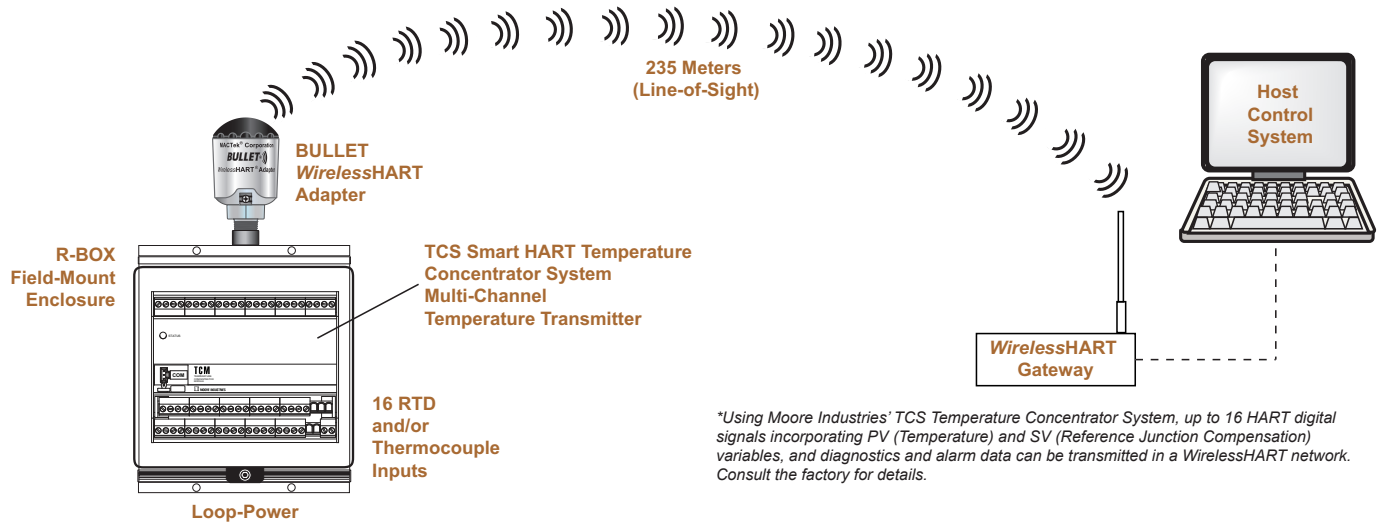 235 Meters
(Line-of-Sight)
Host
Control
System
MACTek® Corporation
BULLET
WirelessHART® Adapter
BULLET
WirelessHART
Adapter
R-BOX
Field-Mount
Enclosure
TCS Smart HART Temperature
Concentrator System
Multi-Channel
Temperature Transmitter
STATUS
COM
TCM
MOORE INDUSTRIES
WirelessHART
Gateway
16 RTD
and/or
Thermocouple
Inputs
Loop-Power
*Using Moore Industries’ TCS Temperature Concentrator System, up to 16 HART digital
signals incorporating PV (Temperature) and SV (Reference Junction Compensation)
variables, and diagnostics and alarm data can be transmitted in a WirelessHART network.
Consult the factory for details.